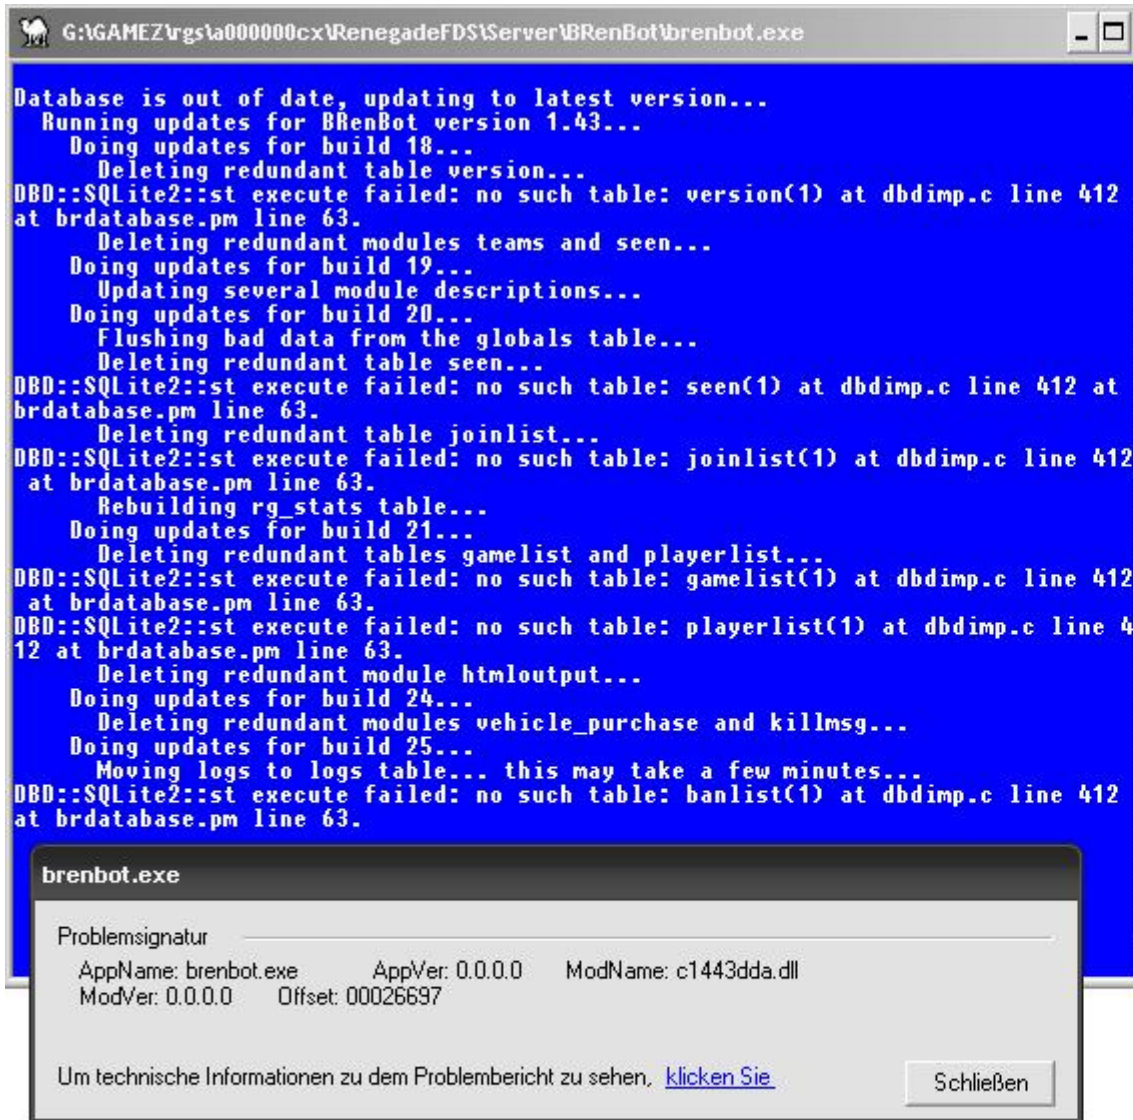 G:\GAMEZ\rgs\a000000cx\RenegadeFDS\Server\BRenBot\brenbot.exe
Database is out of date, updating to latest version...
Running updates for BRenBot version 1.43...
Doing updates for build 18...
Deleting redundant table version...
DBD::SQLite2::st execute failed: no such table: version(1) at dbdimp.c line 412
at brdatabase.pm line 63.
Deleting redundant modules teams and seen...
Doing updates for build 19...
Updating several module descriptions...
Doing updates for build 20...
Flushing bad data from the globals table...
Deleting redundant table seen...
DBD::SQLite2::st execute failed: no such table: seen(1) at dbdimp.c line 412 at
brdatabase.pm line 63.
Deleting redundant table joinlist...
DBD::SQLite2::st execute failed: no such table: joinlist(1) at dbdimp.c line 412
at brdatabase.pm line 63.
Rebuilding rg_stats table...
Doing updates for build 21...
Deleting redundant tables gamelist and playerlist...
DBD::SQLite2::st execute failed: no such table: gamelist(1) at dbdimp.c line 412
at brdatabase.pm line 63.
DBD::SQLite2::st execute failed: no such table: playerlist(1) at dbdimp.c line 4
12 at brdatabase.pm line 63.
Deleting redundant module htmloutput...
Doing updates for build 24...
Deleting redundant modules vehicle_purchase and killmsg...
Doing updates for build 25...
Moving logs to logs table... this may take a few minutes...
DBD::SQLite2::st execute failed: no such table: banlist(1) at dbdimp.c line 412
at brdatabase.pm line 63.
brenbot.exe
Problemsignatur
AppName: brenbot.exe AppVer: 0.0.0.0 ModName: c1443dda.dll
ModVer: 0.0.0.0 Offset: 00026697
Um technische Informationen zu dem Problembericht zu sehen, klicken Sie
Schließen